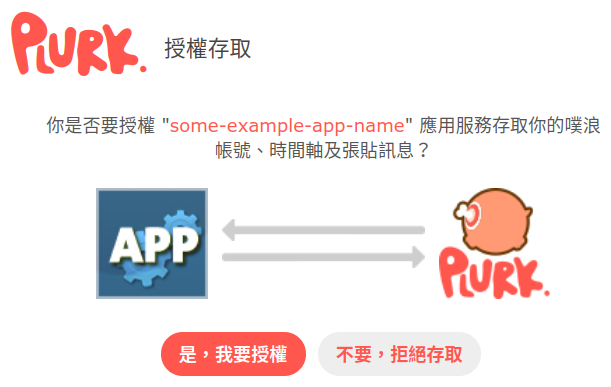 PLURK. 授權存取
你是否要授權 "some-example-app-name" 應用服務存取你的噗浪
帳號、時間軸及張貼訊息？
APP
PLURK.
是，我要授權 不要，拒絕存取